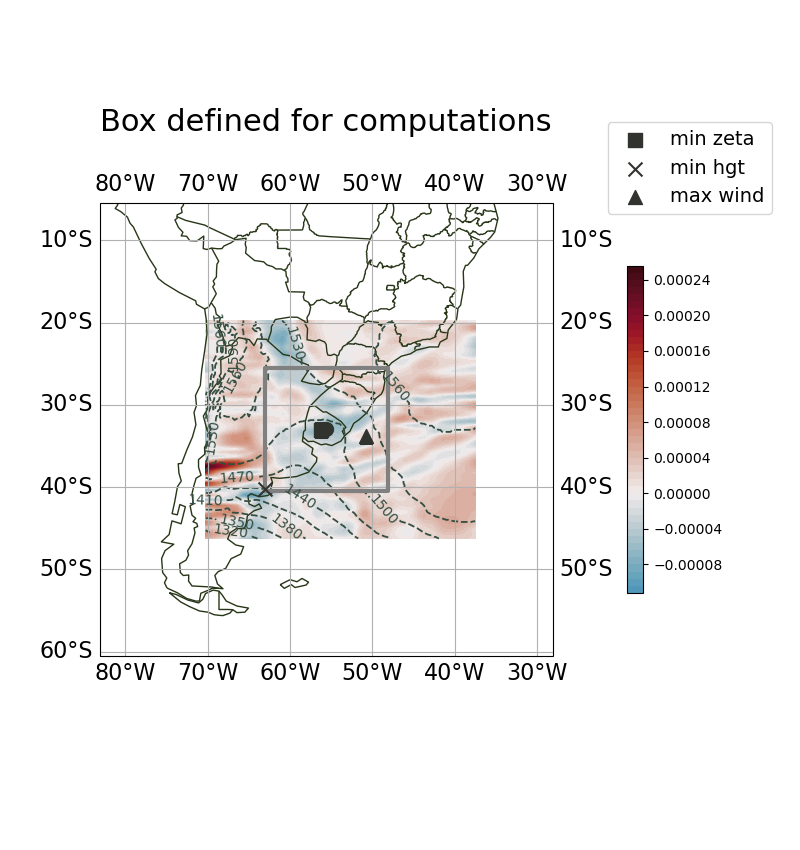 Box defined for computations
min zeta
min hgt
max wind
80°W 70°W 60°W 50°W 40°W 30°W
10°S 10°S
20°S 20°S
30°S 30°S
40°S 40°S
50°S 50°S
60°S
80°W 70°W 60°W 50°W 40°W 30°W
1530
1560
1560
1530
1470
1440
1410
1500
1350
1380
1320
0.00024
0.00020
0.00016
0.00012
0.00008
0.00004
0.00000
−0.00004
−0.00008